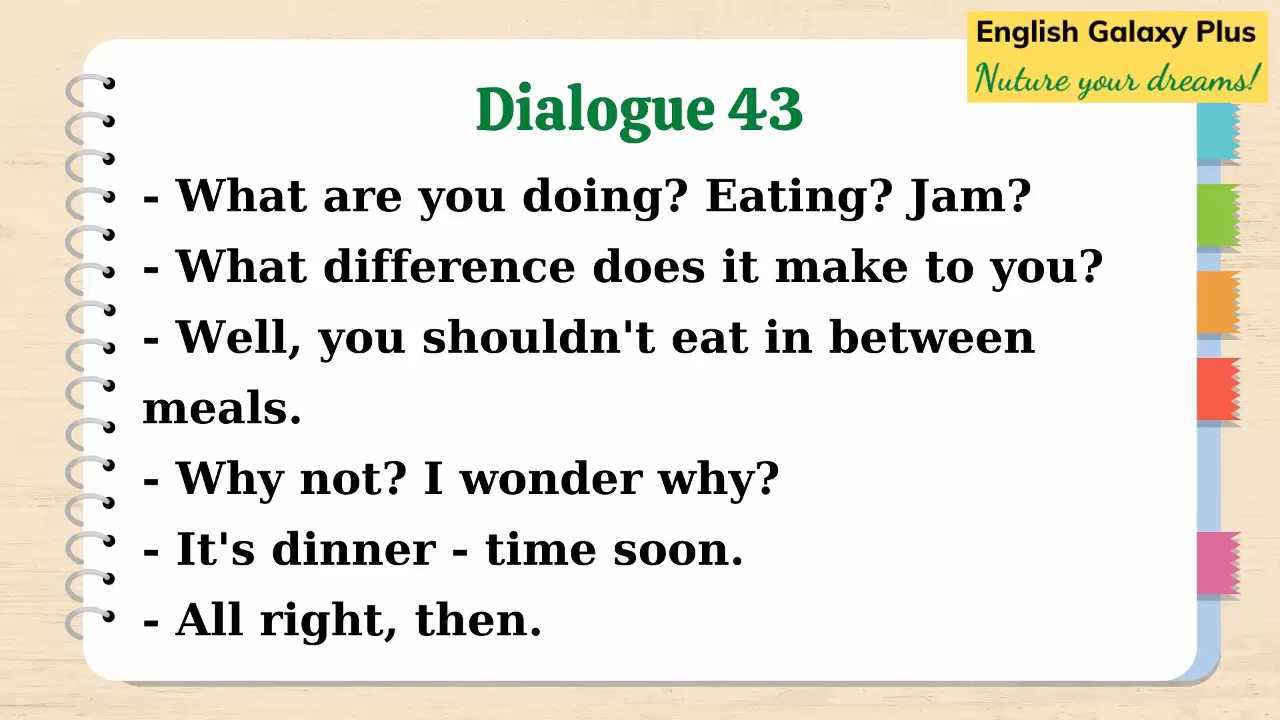 English Galaxy Plus
Nuture your dreams!
Dialogue 43
- What are you doing? Eating? Jam?
- What difference does it make to you?
- Well, you shouldn't eat in between
meals.
- Why not? I wonder why?
- It's dinner - time soon.
- All right, then.